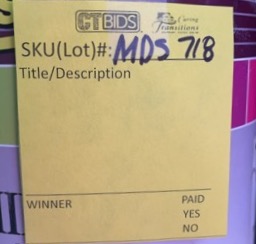 CTBIDS Caring Transitions
SKU(Lot)#: MDS 718
Title/Description
WINNER PAID
YES
NO